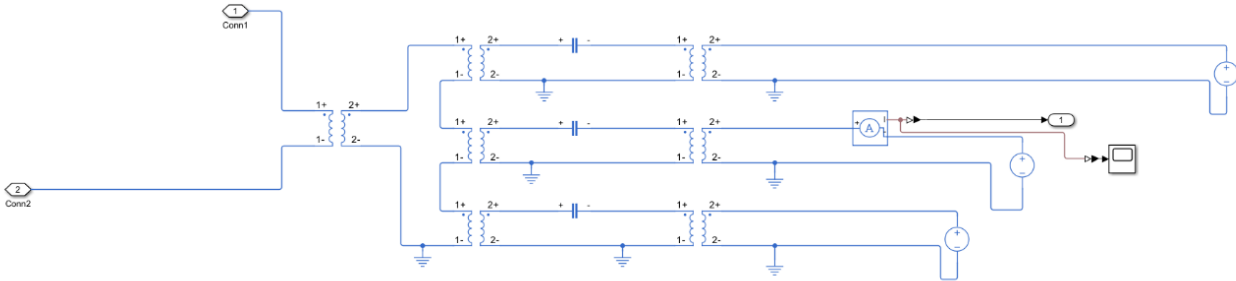 1
Conn1
1+ 2+ + - 1+ 2+ +
1- 2- 1- 2- −
1+ 2+
1- 2-
1+ 2+ + - 1+ 2+ + A I 1
1- 2- 1- 2- + −
2
Conn2
1+ 2+ + - 1+ 2+ +
1- 2- 1- 2- −